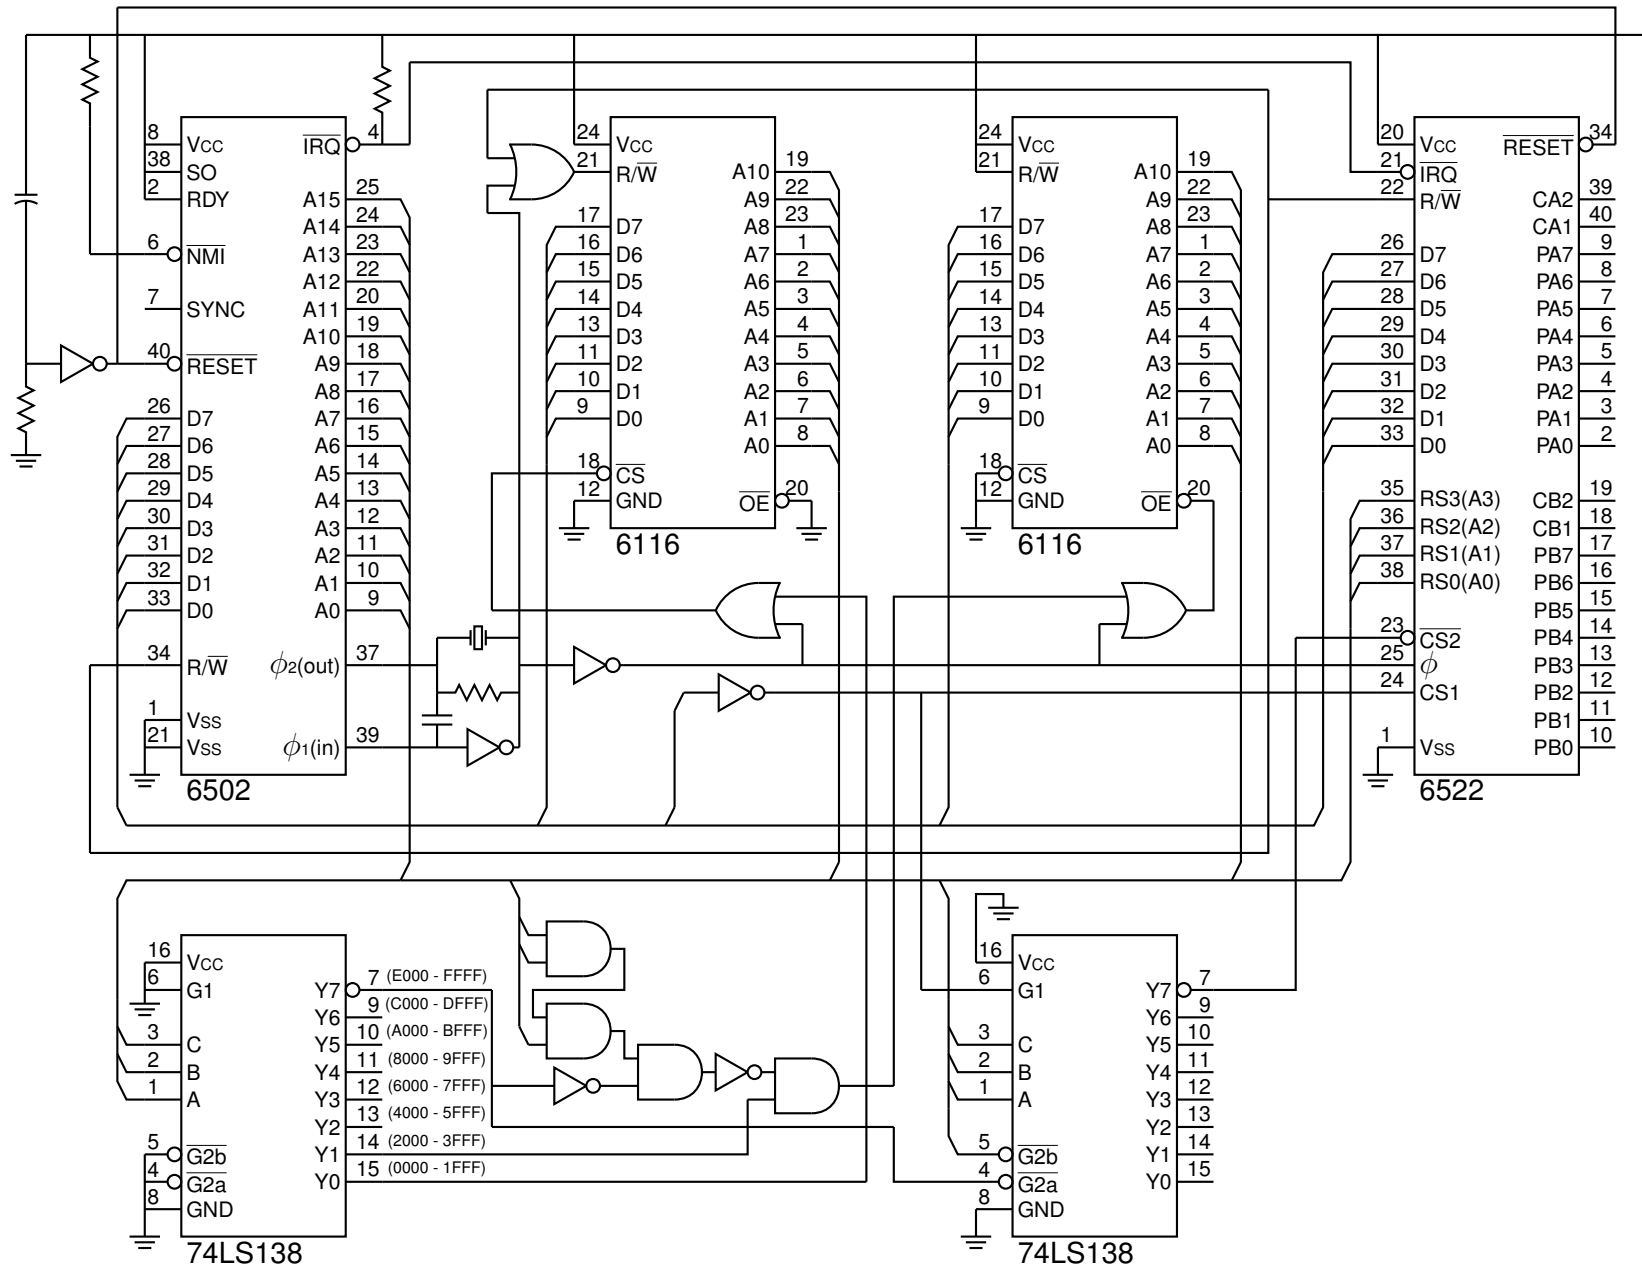 8 VCC
38 SO
2 RDY
6 NMI
7 SYNC
40 RESET
26 D7
27 D6
28 D5
29 D4
30 D3
31 D2
32 D1
33 D0
34 R/W
1 VSS
21 VSS
IRQ 4
A15 25
A14 24
A13 23
A12 22
A11 20
A10 19
A9 18
A8 17
A7 16
A6 15
A5 14
A4 13
A3 12
A2 11
A1 10
A0 9
ϕ2(out) 37
ϕ1(in) 39
6502
24 VCC
21 R/W
17 D7
16 D6
15 D5
14 D4
13 D3
11 D2
10 D1
9 D0
18 CS
12 GND
A10 19
A9 22
A8 23
A7 1
A6 2
A5 3
A4 4
A3 5
A2 6
A1 7
A0 8
OE 20
6116
24 VCC
21 R/W
17 D7
16 D6
15 D5
14 D4
13 D3
11 D2
10 D1
9 D0
18 CS
12 GND
A10 19
A9 22
A8 23
A7 1
A6 2
A5 3
A4 4
A3 5
A2 6
A1 7
A0 8
OE 20
6116
20 VCC
21 IRQ
22 R/W
26 D7
27 D6
28 D5
29 D4
30 D3
31 D2
32 D1
33 D0
35 RS3(A3)
36 RS2(A2)
37 RS1(A1)
38 RS0(A0)
23 CS2
25 ϕ
24 CS1
1 VSS
RESET 34
CA2 39
CA1 40
PA7 9
PA6 8
PA5 7
PA4 6
PA3 5
PA2 4
PA1 3
PA0 2
CB2 19
CB1 18
PB7 17
PB6 16
PB5 15
PB4 14
PB3 13
PB2 12
PB1 11
PB0 10
6522
16 VCC
6 G1
3 C
2 B
1 A
5 G2b
4 G2a
8 GND
Y7 7 (E000 - FFFF)
Y6 9 (C000 - DFFF)
Y5 10 (A000 - BFFF)
Y4 11 (8000 - 9FFF)
Y3 12 (6000 - 7FFF)
Y2 13 (4000 - 5FFF)
Y1 14 (2000 - 3FFF)
Y0 15 (0000 - 1FFF)
74LS138
16 VCC
6 G1
3 C
2 B
1 A
5 G2b
4 G2a
8 GND
Y7 7
Y6 9
Y5 10
Y4 11
Y3 12
Y2 13
Y1 14
Y0 15
74LS138